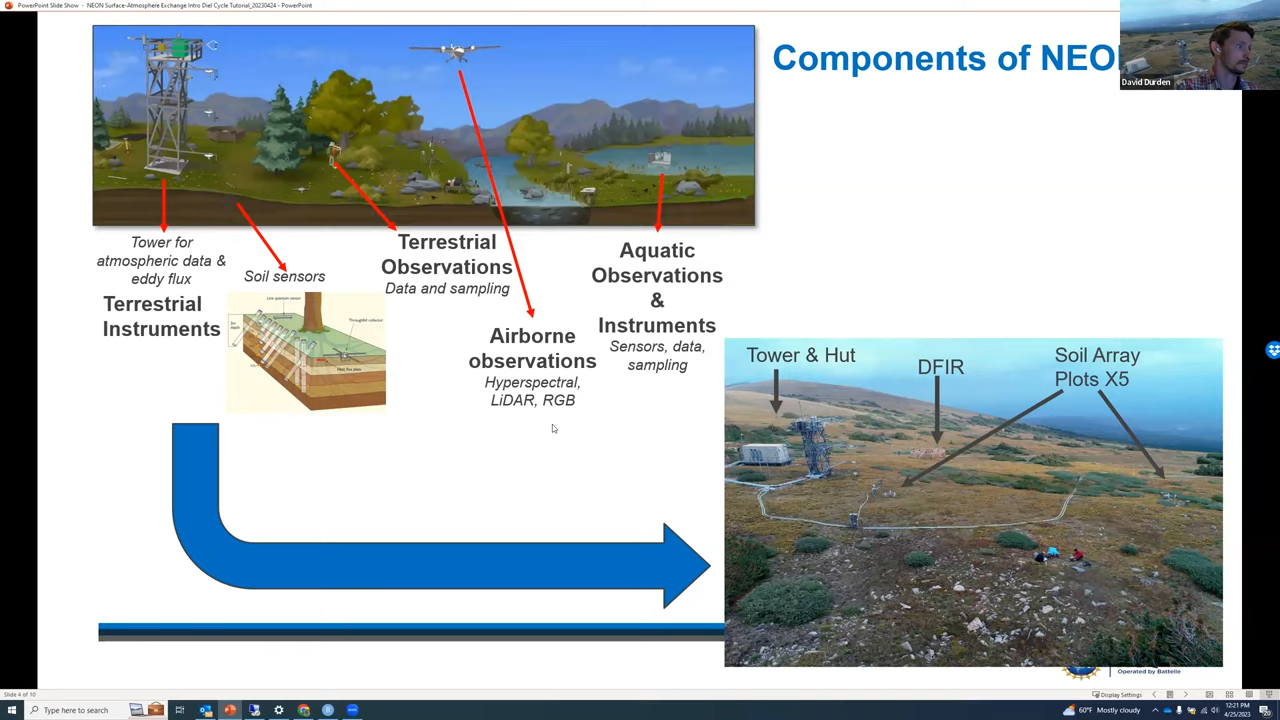 PowerPoint Slide Show - NEON Surface-Atmosphere Exchange Intro Diel Cycle Tutorial_20230424 - PowerPoint
Components of NEO
David Durden
Tower for
atmospheric data &
eddy flux
Terrestrial
Instruments
Soil sensors
Terrestrial
Observations
Data and sampling
Airborne
observations
Hyperspectral,
LiDAR, RGB
Aquatic
Observations
&
Instruments
Sensors, data,
sampling
Throughfall collector
Tower & Hut
DFIR
Soil Array
Plots X5
Operated by Battelle
Slide 4 of 10
Display Settings
Type here to search
60°F Mostly cloudy
12:21 PM
4/25/2023